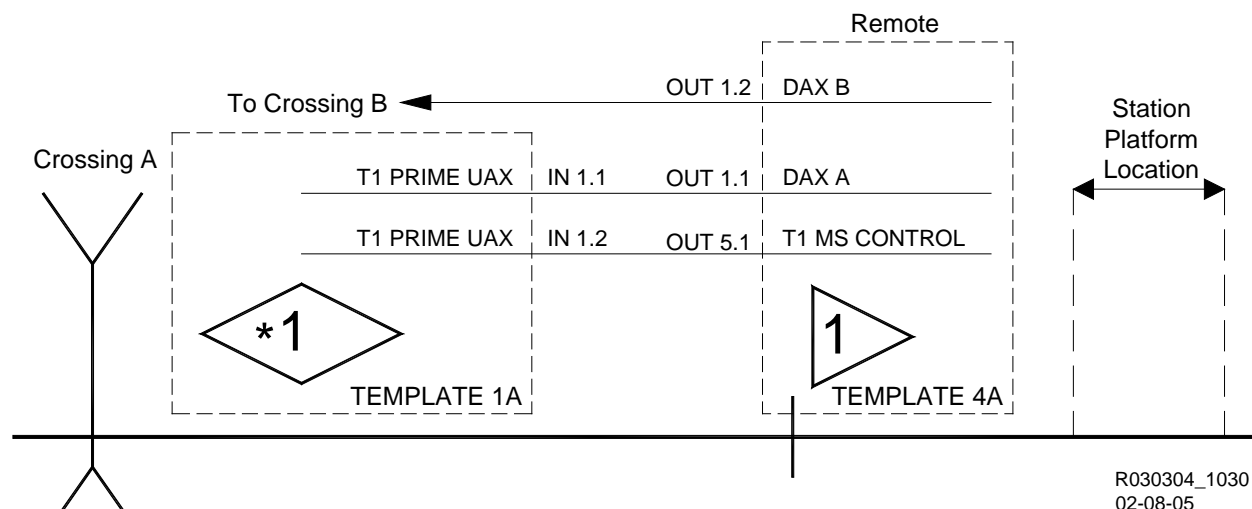 Remote
OUT 1.2 DAX B
To Crossing B
Station
Platform
Location
Crossing A
T1 PRIME UAX IN 1.1 OUT 1.1 DAX A
T1 PRIME UAX IN 1.2 OUT 5.1 T1 MS CONTROL
*1
1
TEMPLATE 1A
TEMPLATE 4A
R030304_1030
02-08-05